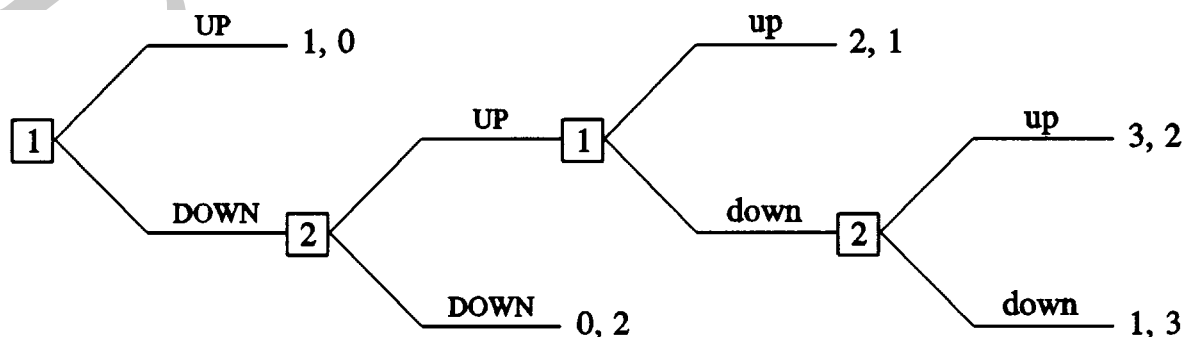 UP 1, 0 up 2, 1
1 UP 1 up 3, 2
DOWN 2 down 2
DOWN 0, 2 down 1, 3